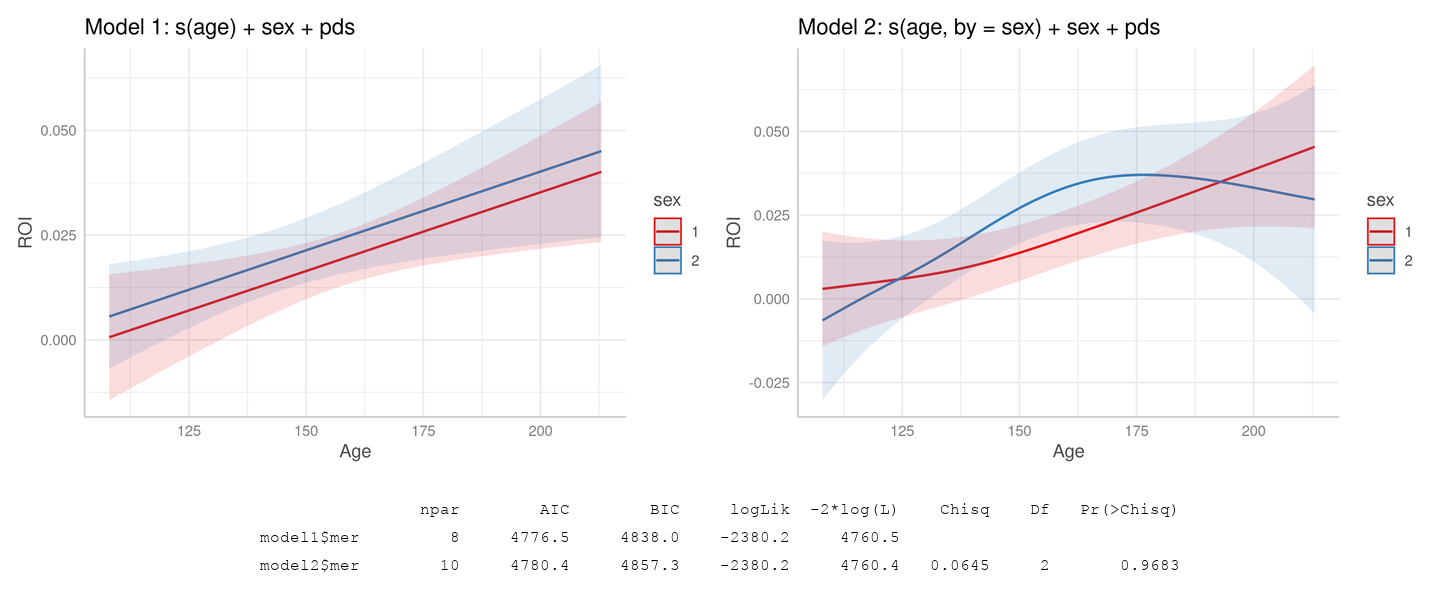 Model 1: s(age) + sex + pds
0.050
0.025
0.000
ROI
125 150 175 200
Age
sex
1
2
Model 2: s(age, by = sex) + sex + pds
0.050
0.025
0.000
-0.025
ROI
125 150 175 200
Age
sex
1
2
npar AIC BIC logLik -2*log(L) Chisq Df Pr(>Chisq)
model1$mer 8 4776.5 4838.0 -2380.2 4760.5
model2$mer 10 4780.4 4857.3 -2380.2 4760.4 0.0645 2 0.9683